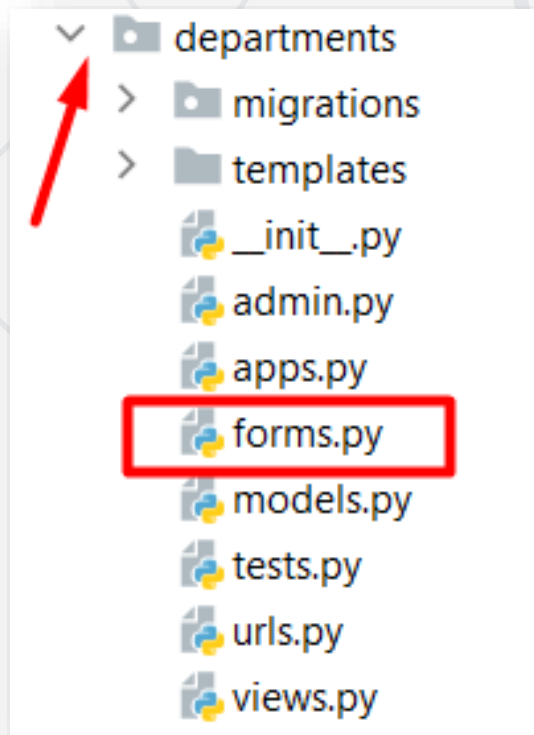 departments
migrations
templates
__init__.py
admin.py
apps.py
forms.py
models.py
tests.py
urls.py
views.py